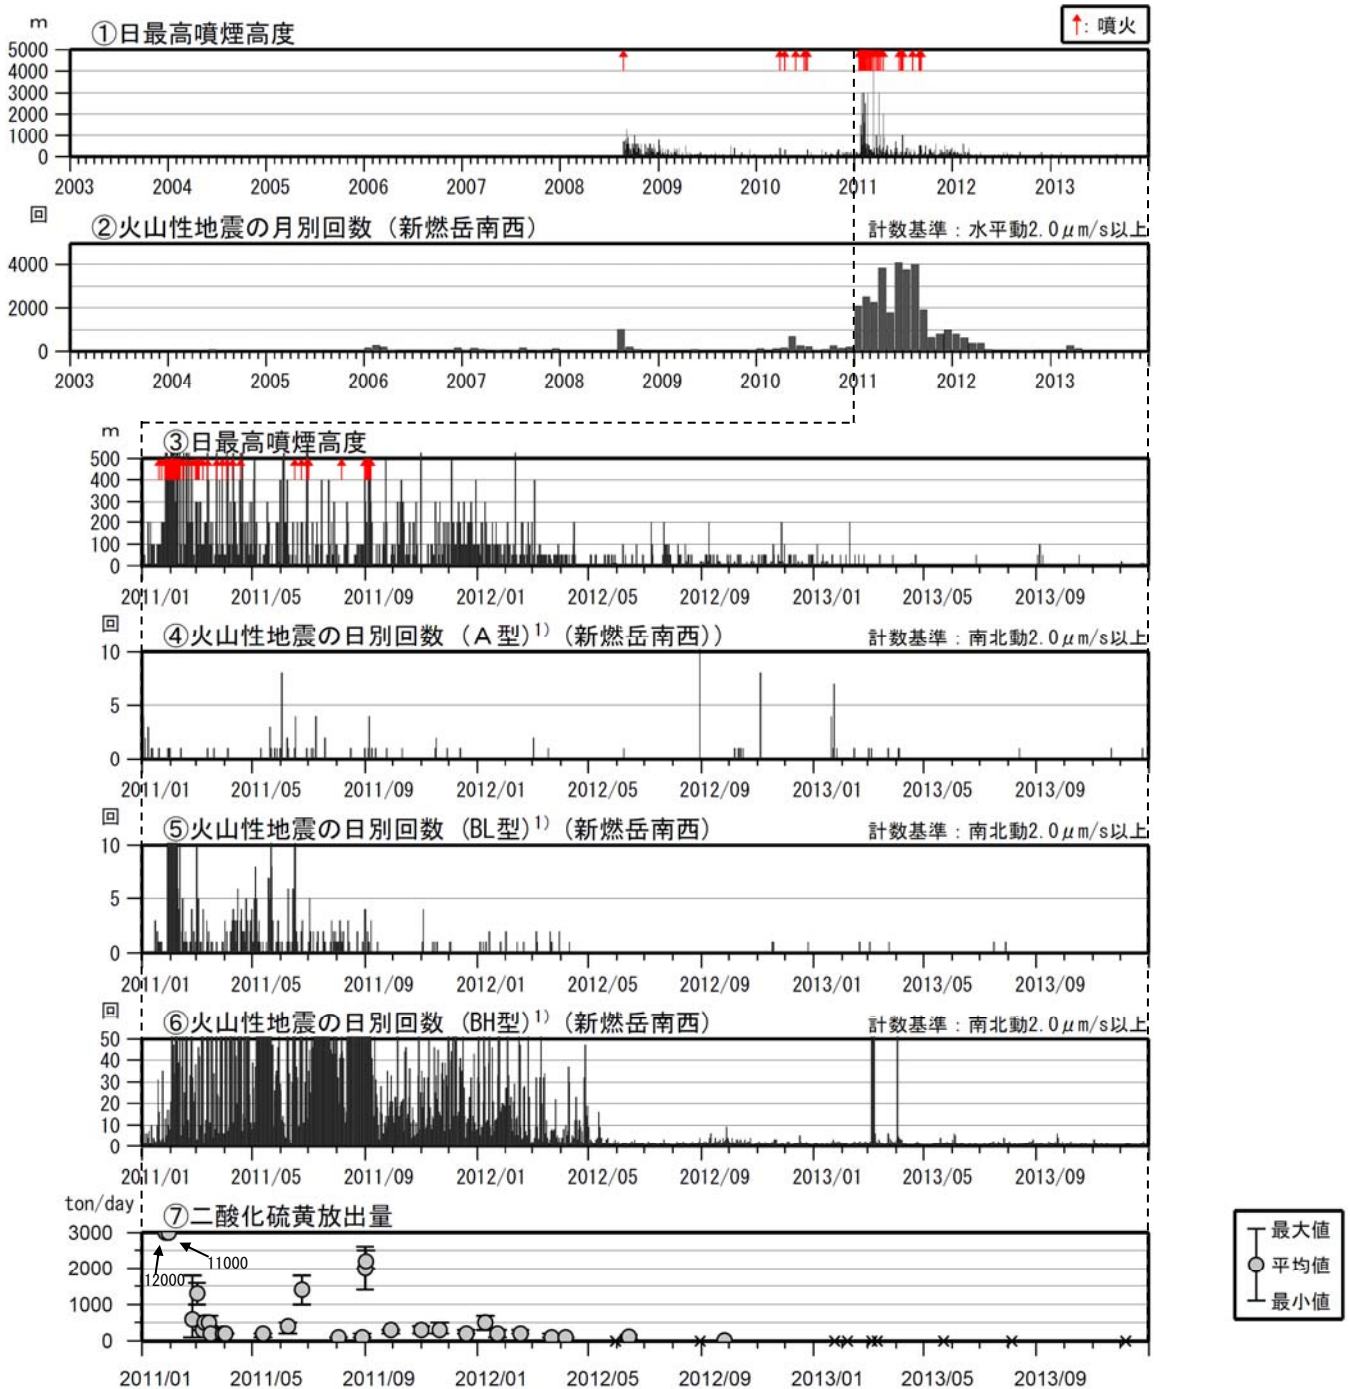 m
①日最高噴煙高度
↑: 噴火
5000
4000
3000
2000
1000
0
2003 2004 2005 2006 2007 2008 2009 2010 2011 2012 2013
回
②火山性地震の月別回数（新燃岳南西）
計数基準：水平動2.0μm/s以上
4000
2000
0
2003 2004 2005 2006 2007 2008 2009 2010 2011 2012 2013
m
③日最高噴煙高度
500
400
300
200
100
0
2011/01 2011/05 2011/09 2012/01 2012/05 2012/09 2013/01 2013/05 2013/09
回
④火山性地震の日別回数（Ａ型）1)（新燃岳南西））
計数基準：南北動2.0μm/s以上
10
5
0
2011/01 2011/05 2011/09 2012/01 2012/05 2012/09 2013/01 2013/05 2013/09
回
⑤火山性地震の日別回数（BL型）1)（新燃岳南西）
計数基準：南北動2.0μm/s以上
10
5
0
2011/01 2011/05 2011/09 2012/01 2012/05 2012/09 2013/01 2013/05 2013/09
回
⑥火山性地震の日別回数（BH型）1)（新燃岳南西）
計数基準：南北動2.0μm/s以上
50
40
30
20
10
0
2011/01 2011/05 2011/09 2012/01 2012/05 2012/09 2013/01 2013/05 2013/09
ton/day
⑦二酸化硫黄放出量
3000
2000
1000
0
12000
11000
2011/01 2011/05 2011/09 2012/01 2012/05 2012/09 2013/01 2013/05 2013/09
最大値
平均値
最小値